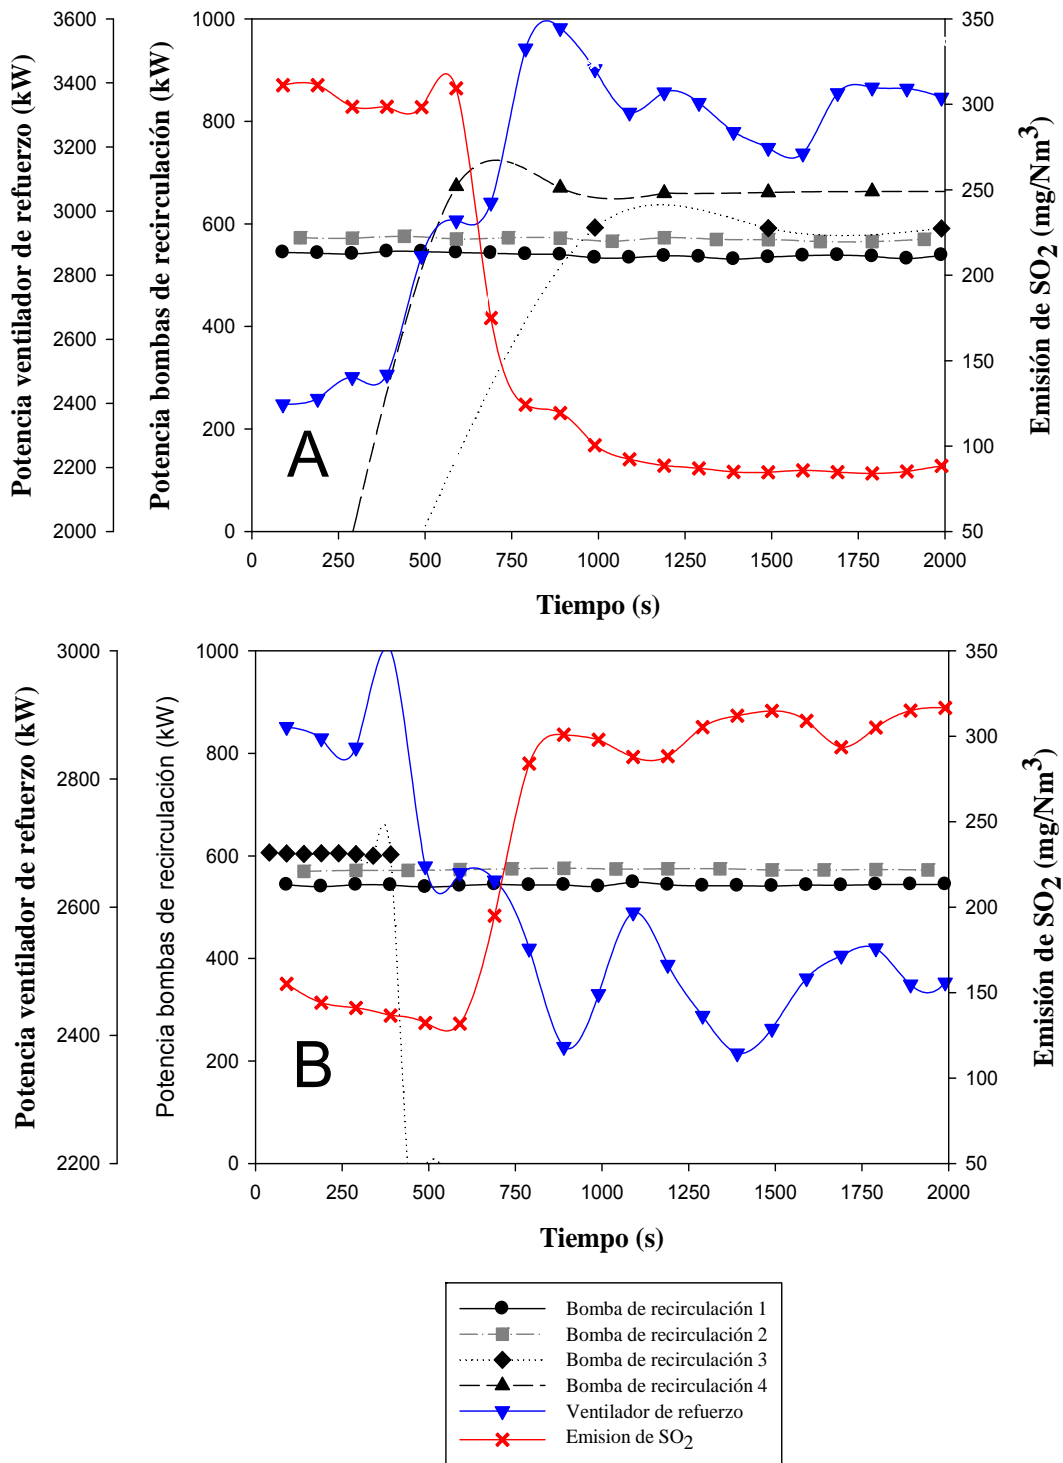 Potencia ventilador de refuerzo (kW)
3600
3400
3200
3000
2800
2600
2400
2200
2000
Potencia bombas de recirculación (kW)
1000
800
600
400
200
0
A
350
300
250
200
150
100
50
Emisión de SO2 (mg/Nm3)
0 250 500 750 1000 1250 1500 1750 2000
Tiempo (s)
Potencia ventilador de refuerzo (kW)
3000
2800
2600
2400
2200
Potencia bombas de recirculación (kW)
1000
800
600
400
200
0
B
350
300
250
200
150
100
50
Emisión de SO2 (mg/Nm3)
0 250 500 750 1000 1250 1500 1750 2000
Tiempo (s)
Bomba de recirculación 1
Bomba de recirculación 2
Bomba de recirculación 3
Bomba de recirculación 4
Ventilador de refuerzo
Emision de SO2